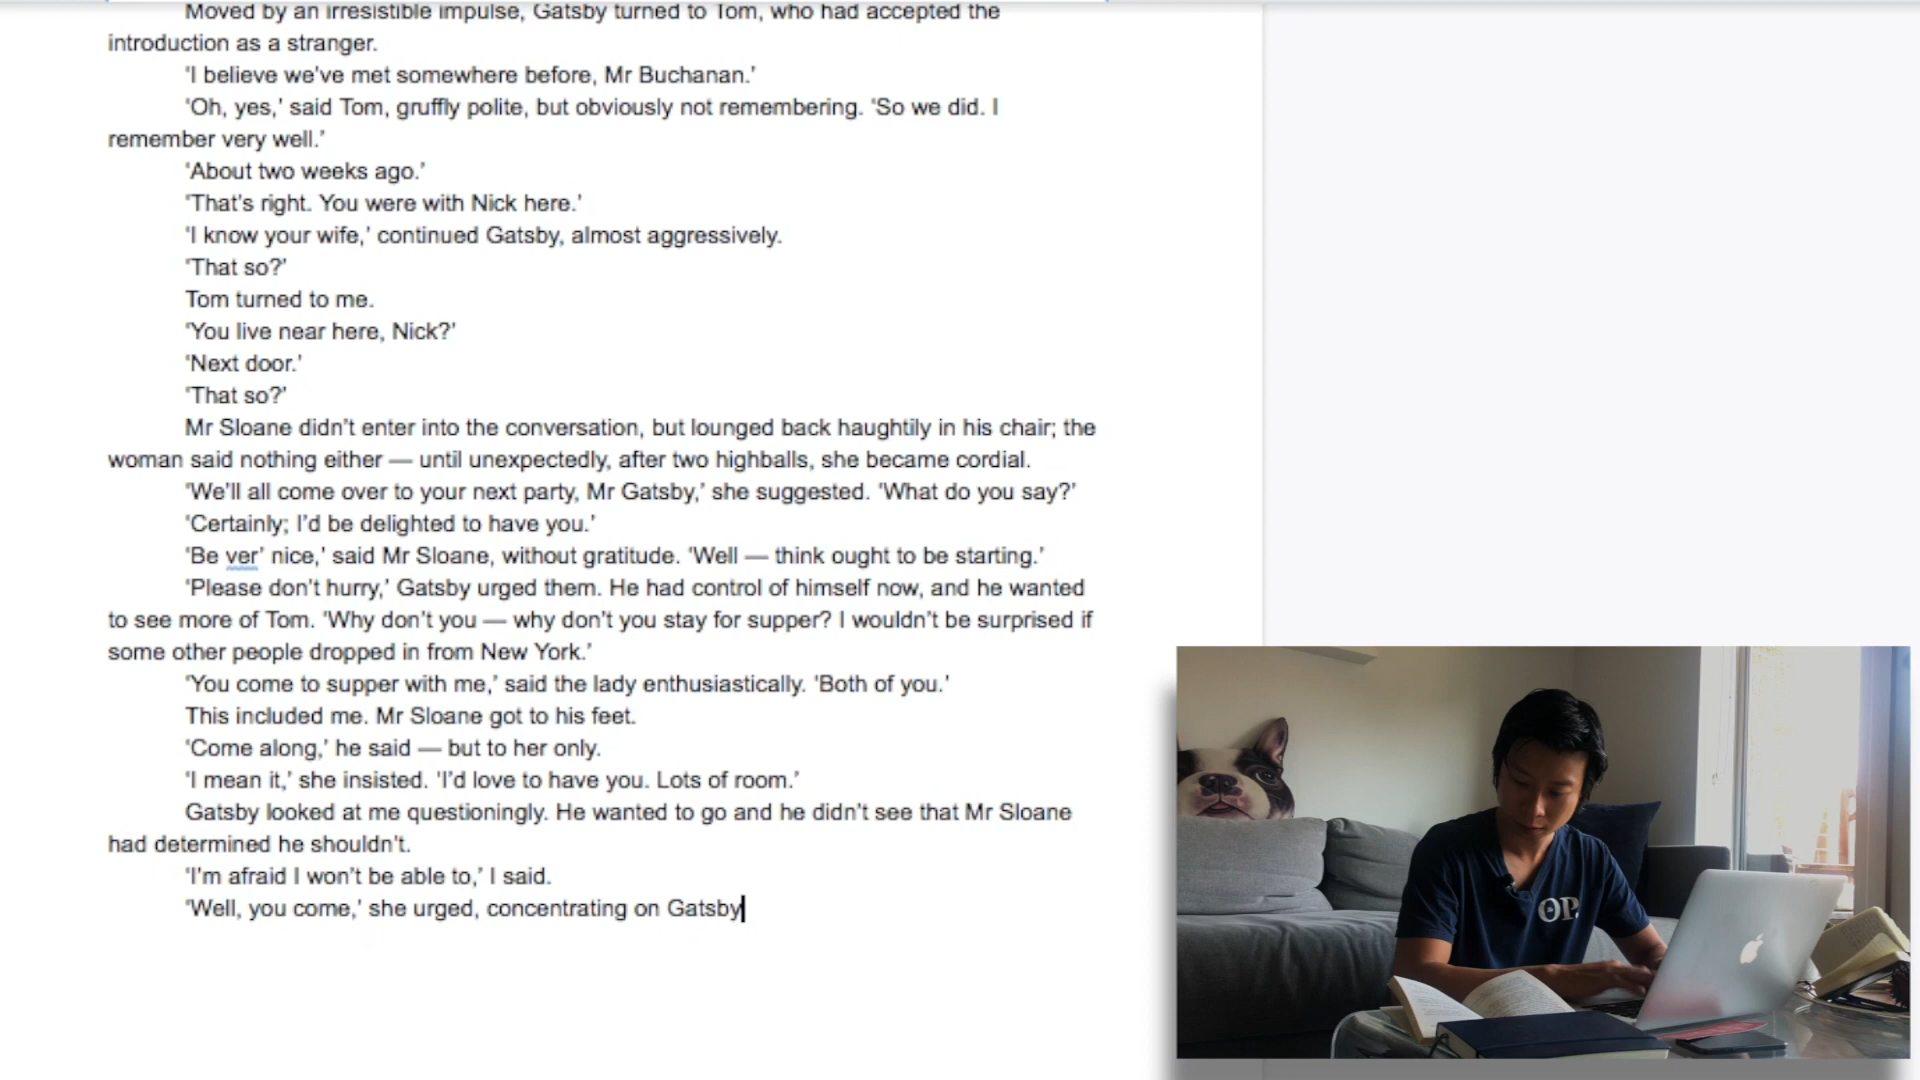 Moved by an irresistible impulse, Gatsby turned to Tom, who had accepted the
introduction as a stranger.
‘I believe we’ve met somewhere before, Mr Buchanan.’
‘Oh, yes,’ said Tom, gruffly polite, but obviously not remembering. ‘So we did. I
remember very well.’
‘About two weeks ago.’
‘That’s right. You were with Nick here.’
‘I know your wife,’ continued Gatsby, almost aggressively.
‘That so?’
Tom turned to me.
‘You live near here, Nick?’
‘Next door.’
‘That so?’
Mr Sloane didn’t enter into the conversation, but lounged back haughtily in his chair; the
woman said nothing either — until unexpectedly, after two highballs, she became cordial.
‘We’ll all come over to your next party, Mr Gatsby,’ she suggested. ‘What do you say?’
‘Certainly; I’d be delighted to have you.’
‘Be ver’ nice,’ said Mr Sloane, without gratitude. ‘Well — think ought to be starting.’
‘Please don’t hurry,’ Gatsby urged them. He had control of himself now, and he wanted
to see more of Tom. ‘Why don’t you — why don’t you stay for supper? I wouldn’t be surprised if
some other people dropped in from New York.’
‘You come to supper with me,’ said the lady enthusiastically. ‘Both of you.’
This included me. Mr Sloane got to his feet.
‘Come along,’ he said — but to her only.
‘I mean it,’ she insisted. ‘I’d love to have you. Lots of room.’
Gatsby looked at me questioningly. He wanted to go and he didn’t see that Mr Sloane
had determined he shouldn’t.
‘I’m afraid I won’t be able to,’ I said.
‘Well, you come,’ she urged, concentrating on Gatsby
OP.